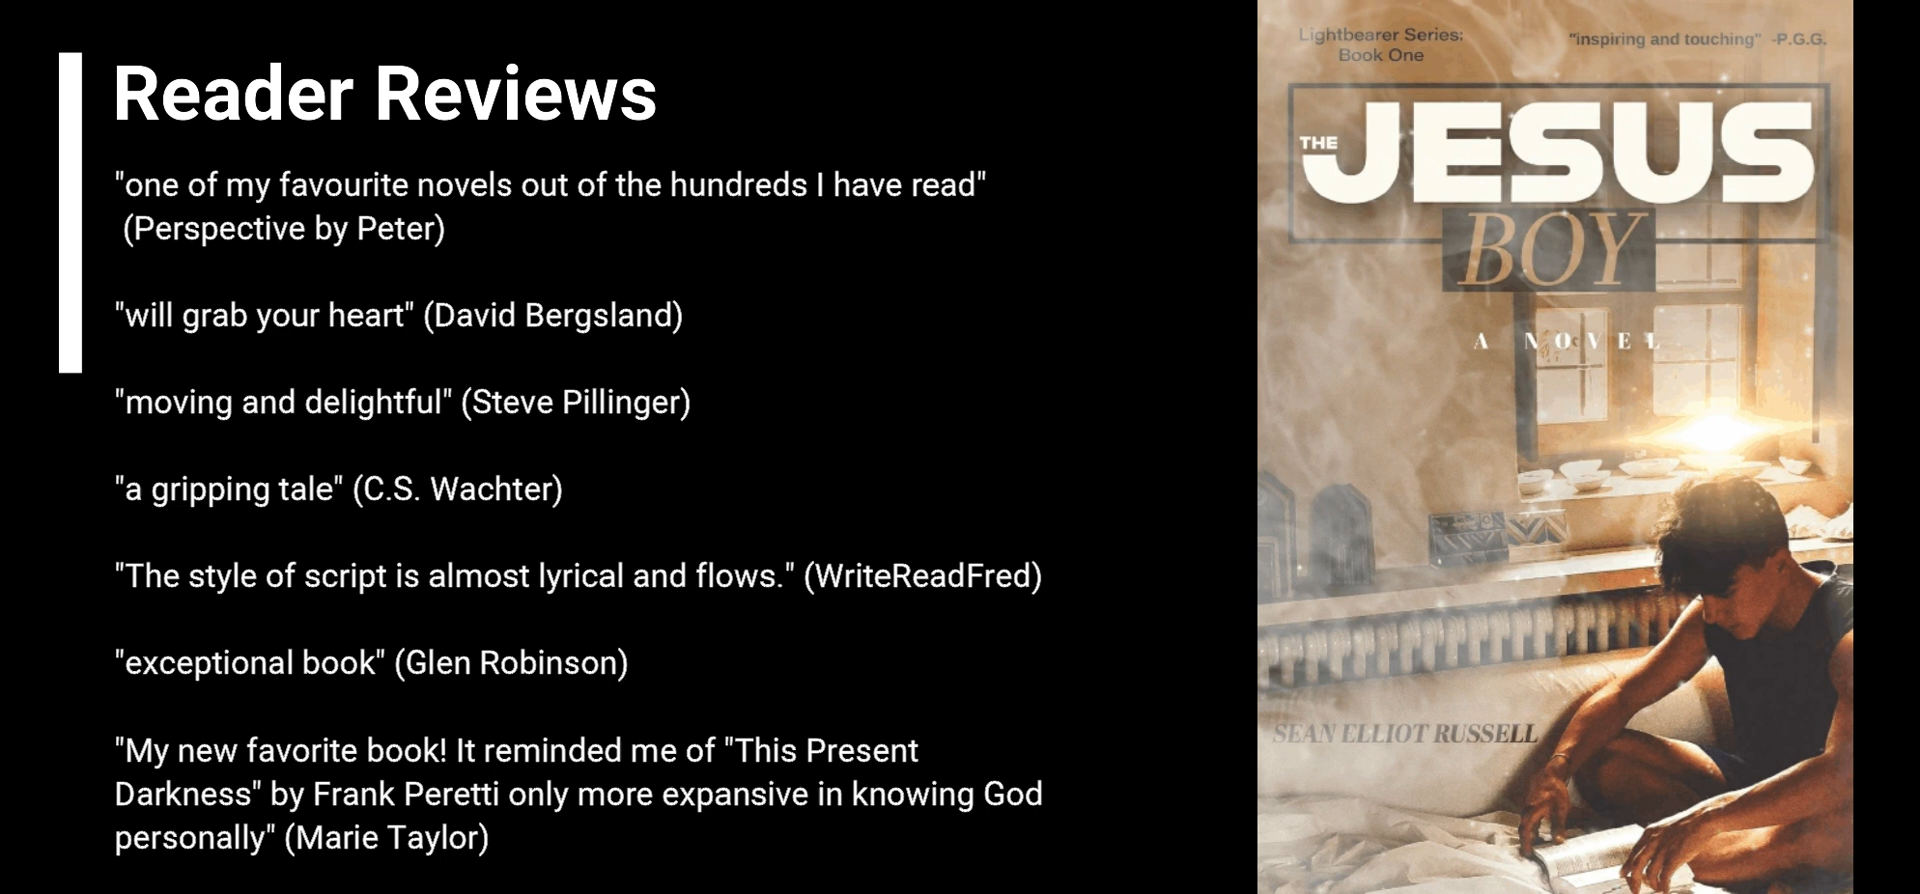 Reader Reviews
"one of my favourite novels out of the hundreds I have read"
(Perspective by Peter)
"will grab your heart" (David Bergsland)
"moving and delightful" (Steve Pillinger)
"a gripping tale" (C.S. Wachter)
"The style of script is almost lyrical and flows." (WriteReadFred)
"exceptional book" (Glen Robinson)
"My new favorite book! It reminded me of "This Present
Darkness" by Frank Peretti only more expansive in knowing God
personally" (Marie Taylor)
Lightbearer Series:
Book One
"inspiring and touching" -P.G.G.
THE JESUS
BOY
A NOVEL
SEAN ELLIOT RUSSELL